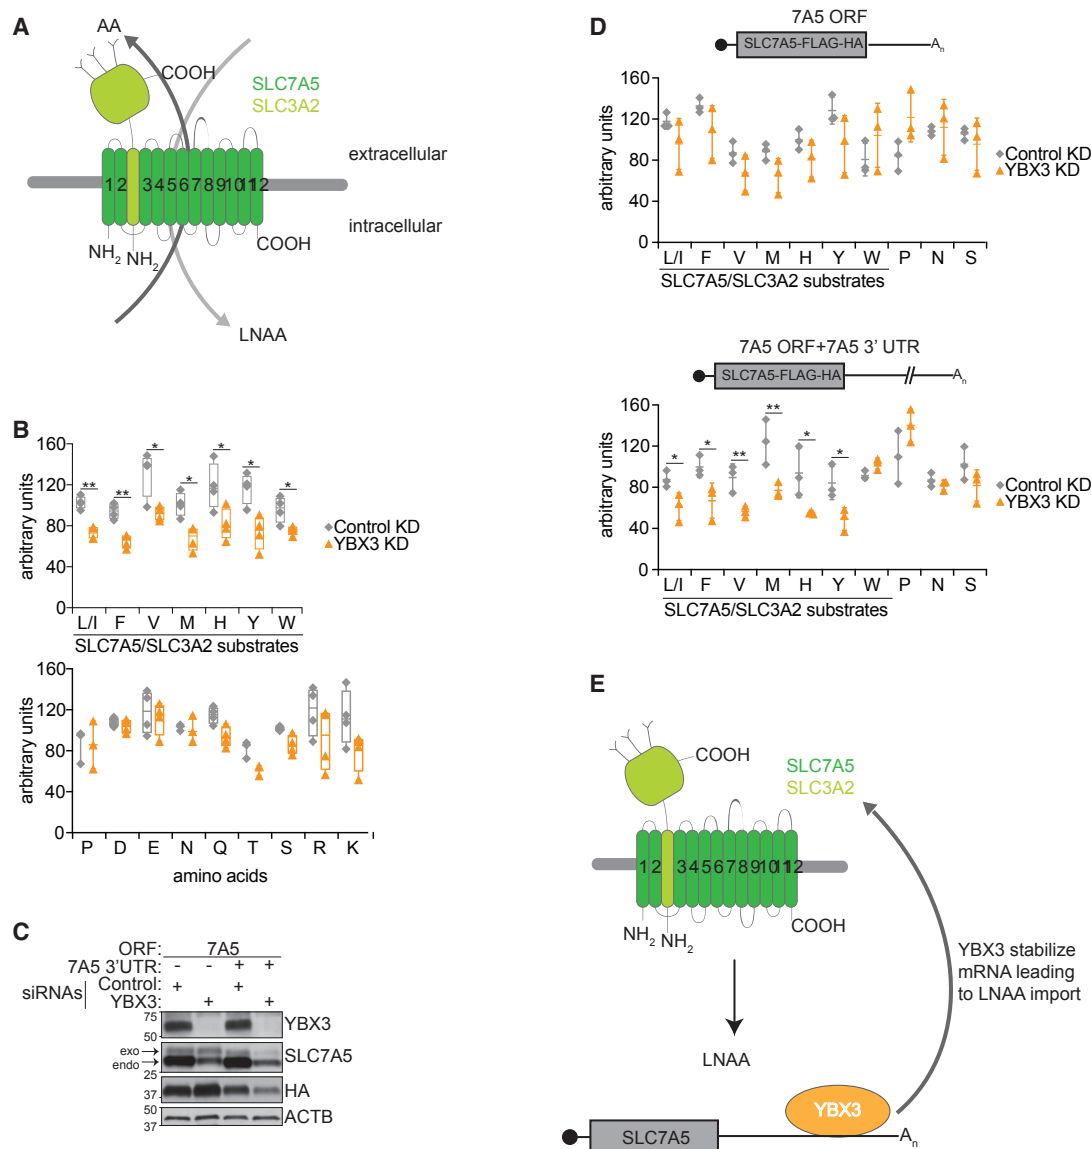 A
AA
COOH
SLC7A5
SLC3A2
extracellular
1 2 3 4 5 6 7 8 9 10 11 12
intracellular
NH2 NH2
COOH
LNAA
B
160
120
80
40
0
arbitrary units
** ** * * * * *
Control KD
YBX3 KD
L/I F V M H Y W
SLC7A5/SLC3A2 substrates
160
120
80
40
0
arbitrary units
P D E N Q T S R K
amino acids
C
ORF: 7A5
7A5 3'UTR: - - + +
siRNAs
Control: + +
YBX3: + +
75
50
YBX3
exo
endo
SLC7A5
25
37
HA
50
37
ACTB
D
7A5 ORF
SLC7A5-FLAG-HA
An
160
120
80
40
0
arbitrary units
Control KD
YBX3 KD
L/I F V M H Y W P N S
SLC7A5/SLC3A2 substrates
7A5 ORF+7A5 3' UTR
SLC7A5-FLAG-HA
An
160
120
80
40
0
arbitrary units
* * ** ** * *
Control KD
YBX3 KD
L/I F V M H Y W P N S
SLC7A5/SLC3A2 substrates
E
COOH
SLC7A5
SLC3A2
1 2 3 4 5 6 7 8 9 10 11 12
NH2 NH2
COOH
YBX3 stabilize
mRNA leading
to LNAA import
LNAA
YBX3
SLC7A5
An